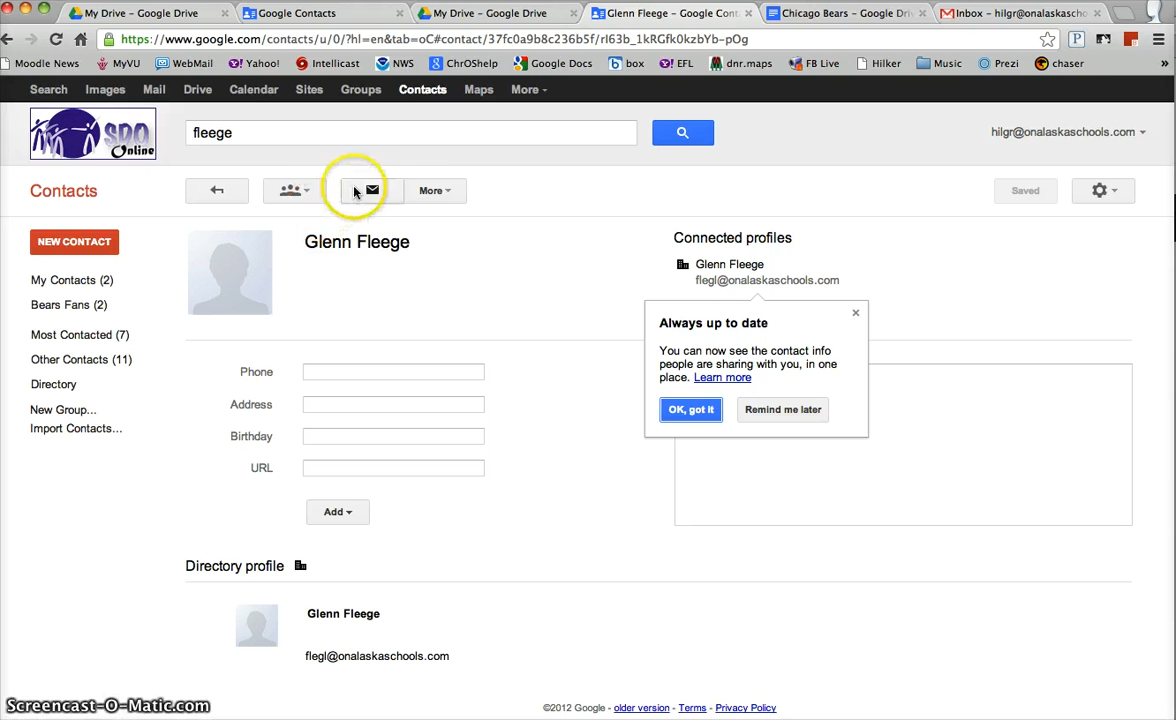 My Drive – Google Drive
Google Contacts
My Drive – Google Drive
Glenn Fleege – Google Cont
Chicago Bears – Google Driv
Inbox – hilgr@onalaskascho
https://www.google.com/contacts/u/0/?hl=en&tab=oC#contact/37fc0a9b8c236b5f/rI63b_1kRGfk0kzbYb-pOg
Moodle News
MyVU
WebMail
Yahoo!
Intellicast
NWS
ChrOShelp
Google Docs
box
EFL
dnr.maps
FB Live
Hilker
Music
Prezi
chaser
»
Search Images Mail Drive Calendar Sites Groups Contacts Maps More
SDO
Online
fleege
hilgr@onalaskaschools.com
Contacts
More
Saved
NEW CONTACT
My Contacts (2)
Bears Fans (2)
Most Contacted (7)
Other Contacts (11)
Directory
New Group...
Import Contacts...
Glenn Fleege
Phone
Address
Birthday
URL
Add
Connected profiles
Glenn Fleege
flegl@onalaskaschools.com
Always up to date
You can now see the contact info
people are sharing with you, in one
place. Learn more
OK, got it
Remind me later
Directory profile
Glenn Fleege
flegl@onalaskaschools.com
©2012 Google - older version - Terms - Privacy Policy
Screencast-O-Matic.com